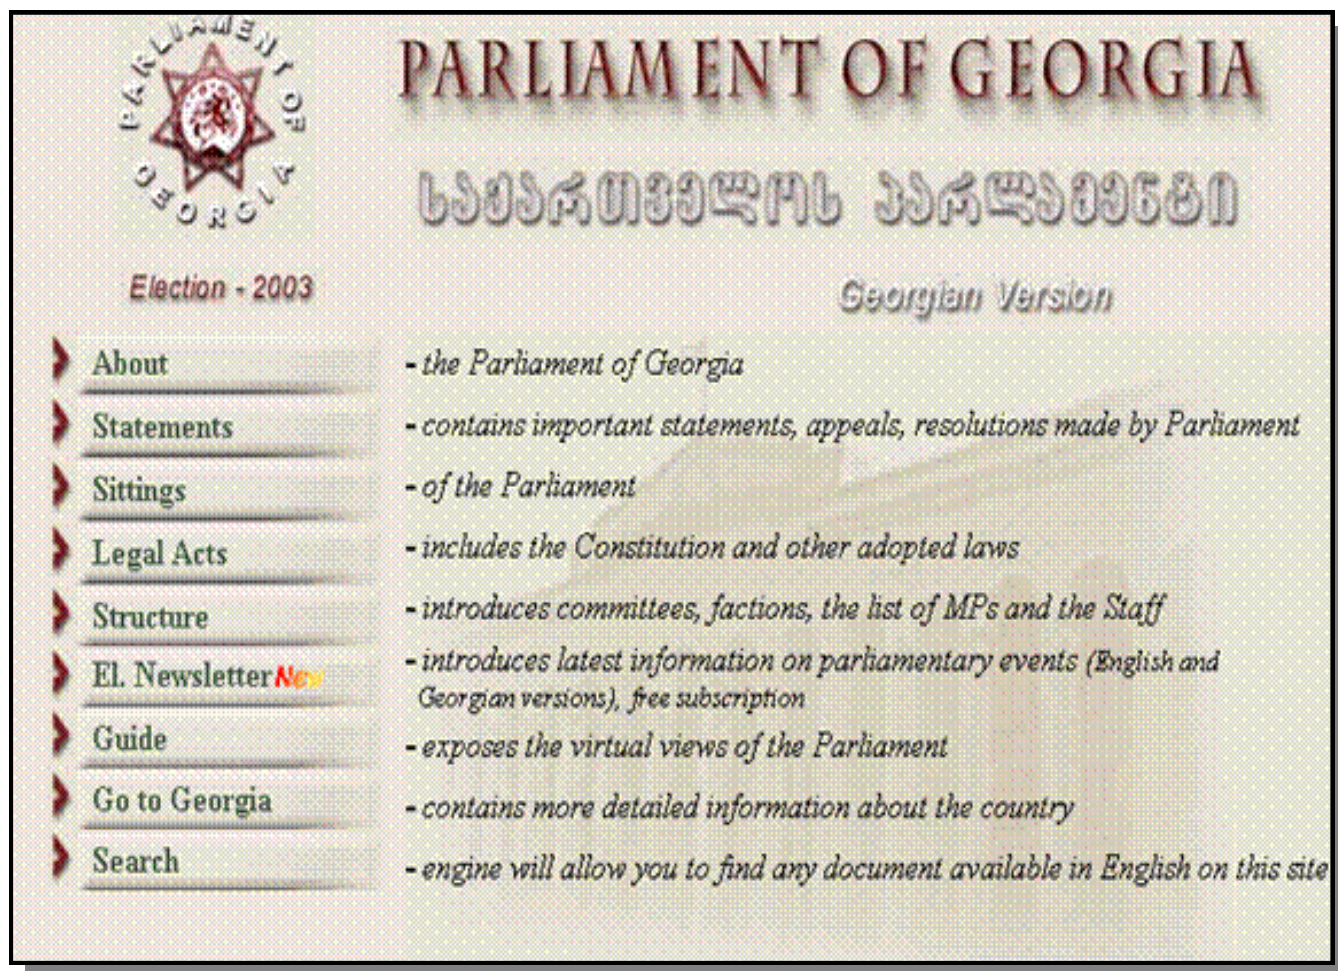 PARLIAMENT OF GEORGIA
PARLIAMENT OF GEORGIA
საქართველოს პარლამენტი
Election - 2003
Georgian Version
About - the Parliament of Georgia
Statements - contains important statements, appeals, resolutions made by Parliament
Sittings - of the Parliament
Legal Acts - includes the Constitution and other adopted laws
Structure - introduces committees, factions, the list of MPs and the Staff
El. Newsletter New - introduces latest information on parliamentary events (English and
Georgian versions), free subscription
Guide - exposes the virtual views of the Parliament
Go to Georgia - contains more detailed information about the country
Search - engine will allow you to find any document available in English on this site